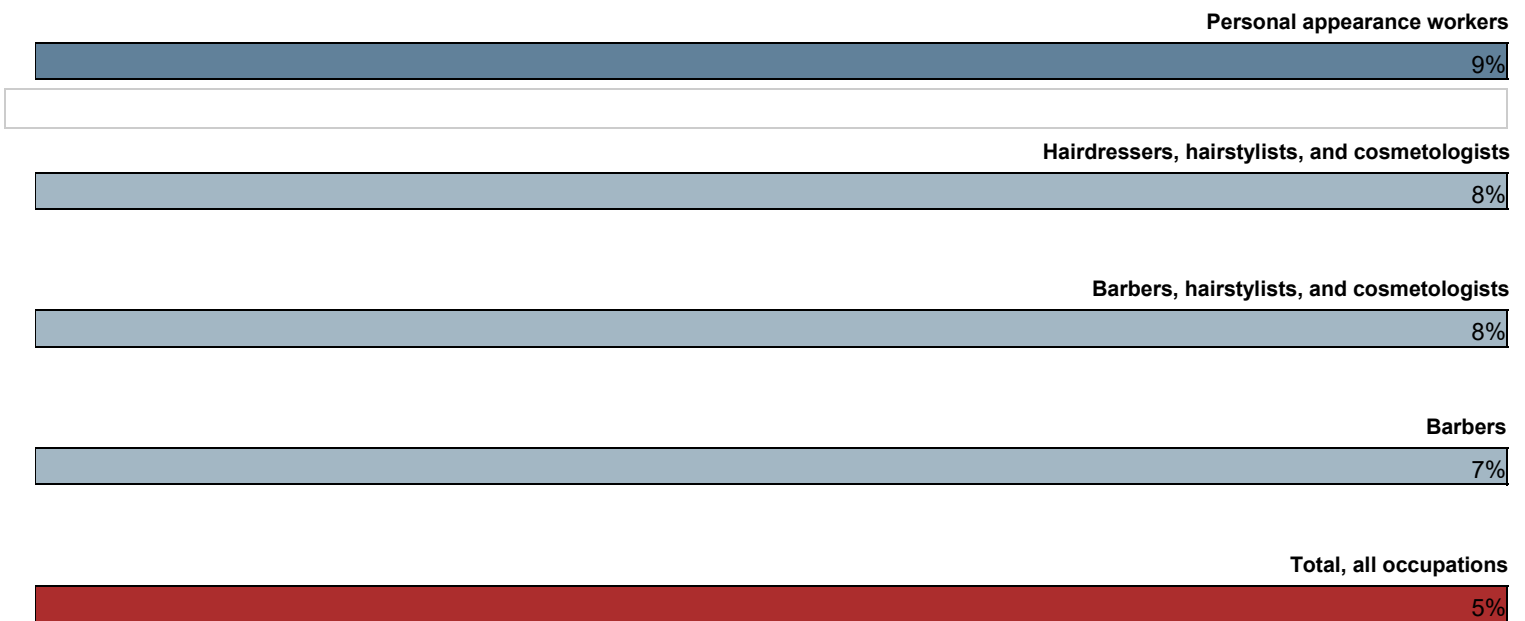 Personal appearance workers
9%
Hairdressers, hairstylists, and cosmetologists
8%
Barbers, hairstylists, and cosmetologists
8%
Barbers
7%
Total, all occupations
5%